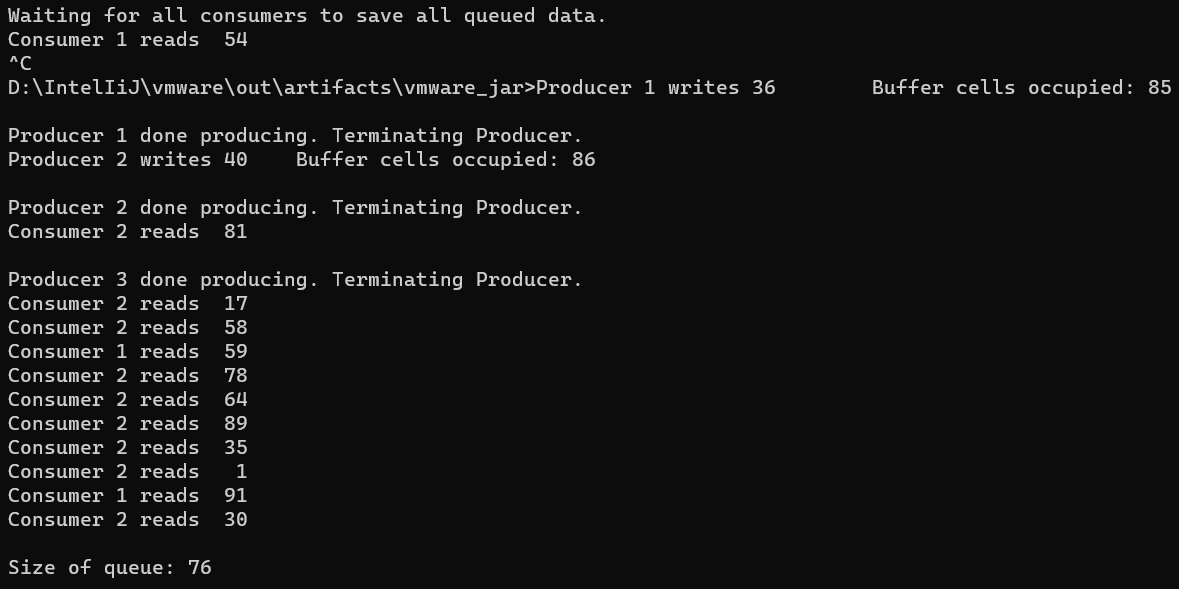 Waiting for all consumers to save all queued data.
Consumer 1 reads  54
^C
D:\IntelIiJ\vmware\out\artifacts\vmware_jar>Producer 1 writes 36        Buffer cells occupied: 85
Producer 1 done producing. Terminating Producer.
Producer 2 writes 40    Buffer cells occupied: 86
Producer 2 done producing. Terminating Producer.
Consumer 2 reads  81
Producer 3 done producing. Terminating Producer.
Consumer 2 reads  17
Consumer 2 reads  58
Consumer 1 reads  59
Consumer 2 reads  78
Consumer 2 reads  64
Consumer 2 reads  89
Consumer 2 reads  35
Consumer 2 reads   1
Consumer 1 reads  91
Consumer 2 reads  30
Size of queue: 76